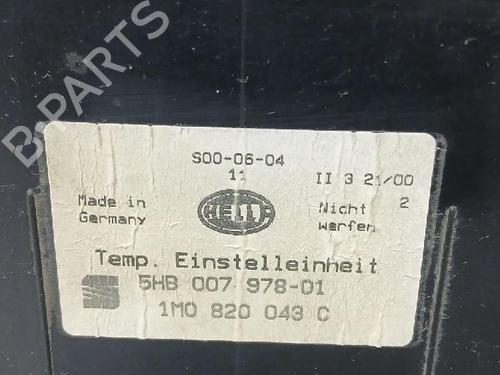 S00-06-04
11
II 3 21/00
2
Made in
Germany
HELLA
Nicht
werfen
Temp. Einstelleinheit
5HB 007 978-01
1M0 820 043 C
B-PARTS